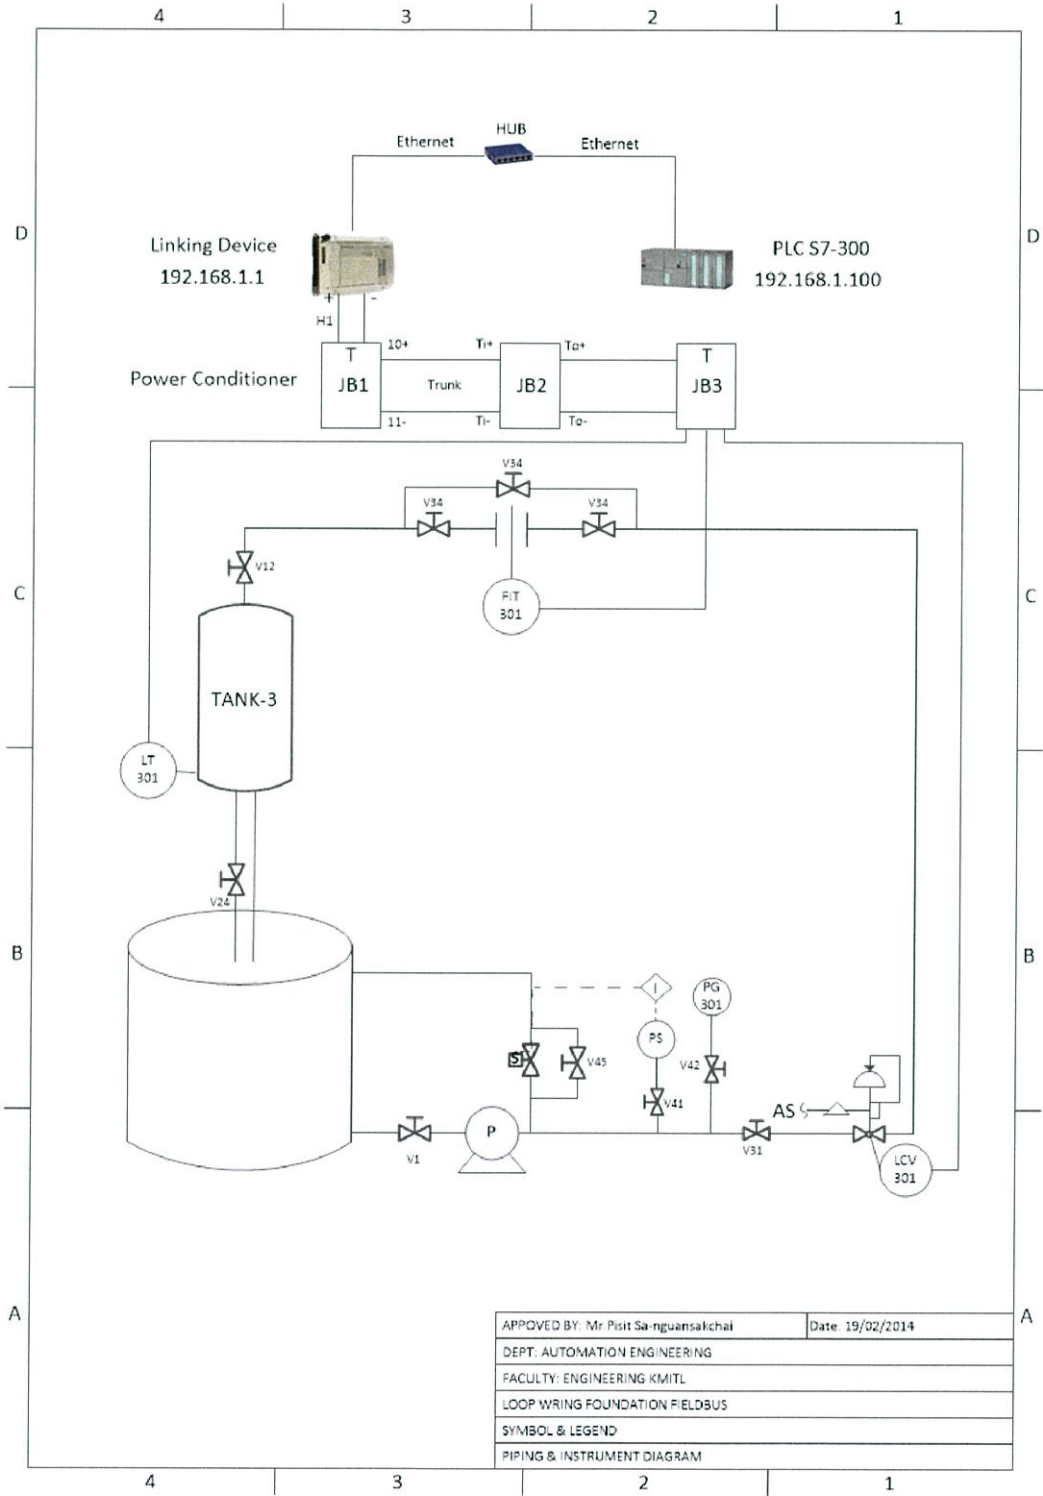 4 3 2 1
HUB
Ethernet Ethernet
D D
Linking Device
192.168.1.1
PLC S7-300
192.168.1.100
+ -
H1
Power Conditioner
T
JB1
10+
Trunk
11-
Ti+
JB2
Ti-
To+
To-
T
JB3
V34
V34 V34
V12
C C
FIT
301
TANK-3
LT
301
V24
B B
PG
301
I
PS
S
V45
V42
V41
AS
P
V1
V31
LCV
301
A A
APPOVED BY: Mr Pisit Sa-nguansakchai Date: 19/02/2014
DEPT: AUTOMATION ENGINEERING
FACULTY: ENGINEERING KMITL
LOOP WRING FOUNDATION FIELDBUS
SYMBOL & LEGEND
PIPING & INSTRUMENT DIAGRAM
4 3 2 1